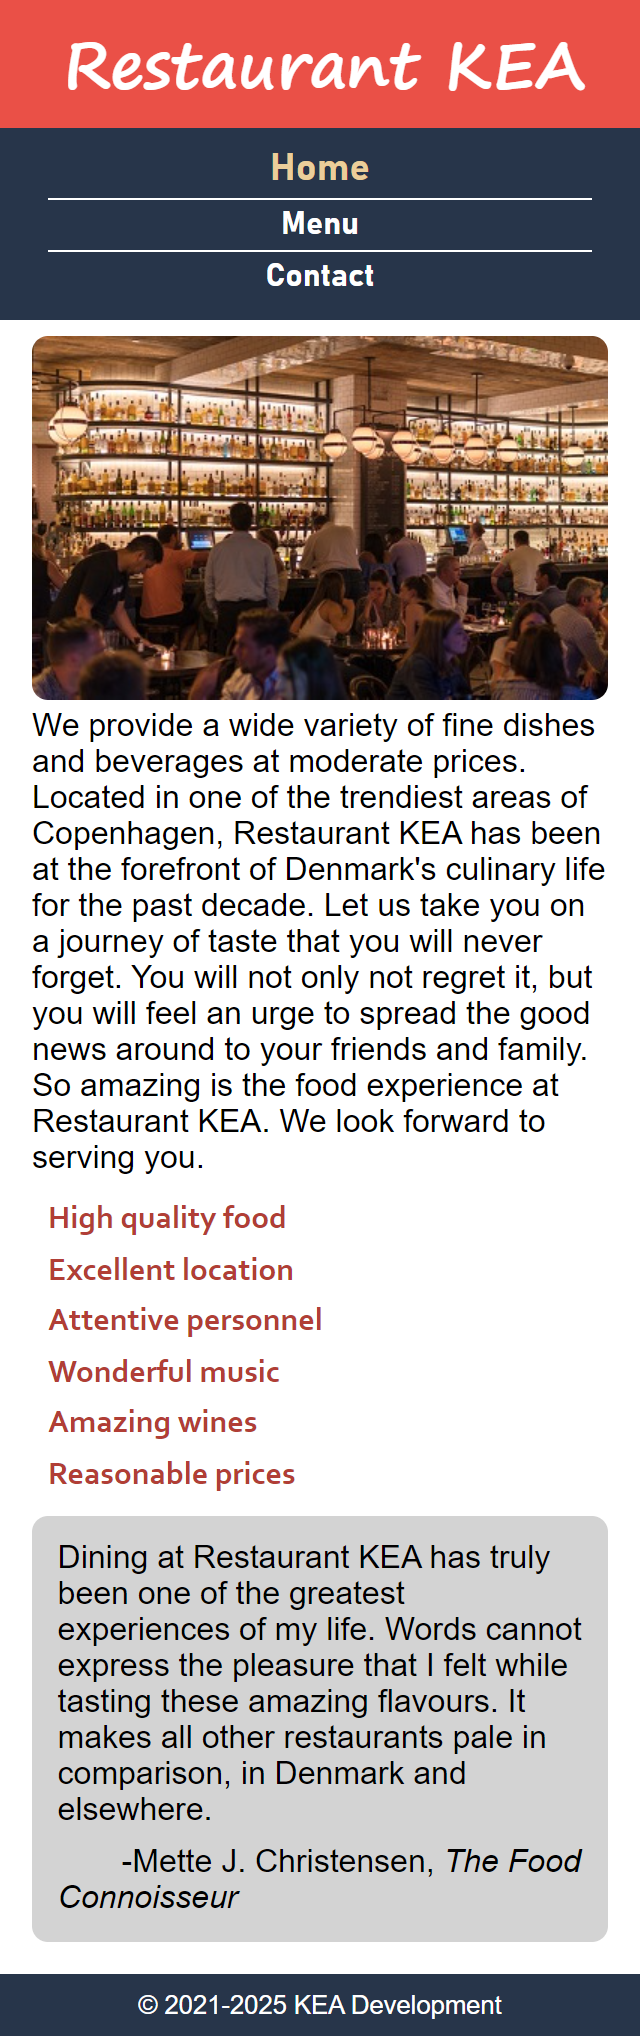 Restaurant KEA
Home
Menu
Contact
We provide a wide variety of fine dishes
and beverages at moderate prices.
Located in one of the trendiest areas of
Copenhagen, Restaurant KEA has been
at the forefront of Denmark's culinary life
for the past decade. Let us take you on
a journey of taste that you will never
forget. You will not only not regret it, but
you will feel an urge to spread the good
news around to your friends and family.
So amazing is the food experience at
Restaurant KEA. We look forward to
serving you.
High quality food
Excellent location
Attentive personnel
Wonderful music
Amazing wines
Reasonable prices
Dining at Restaurant KEA has truly
been one of the greatest
experiences of my life. Words cannot
express the pleasure that I felt while
tasting these amazing flavours. It
makes all other restaurants pale in
comparison, in Denmark and
elsewhere.
-Mette J. Christensen, The Food
Connoisseur
© 2021-2025 KEA Development